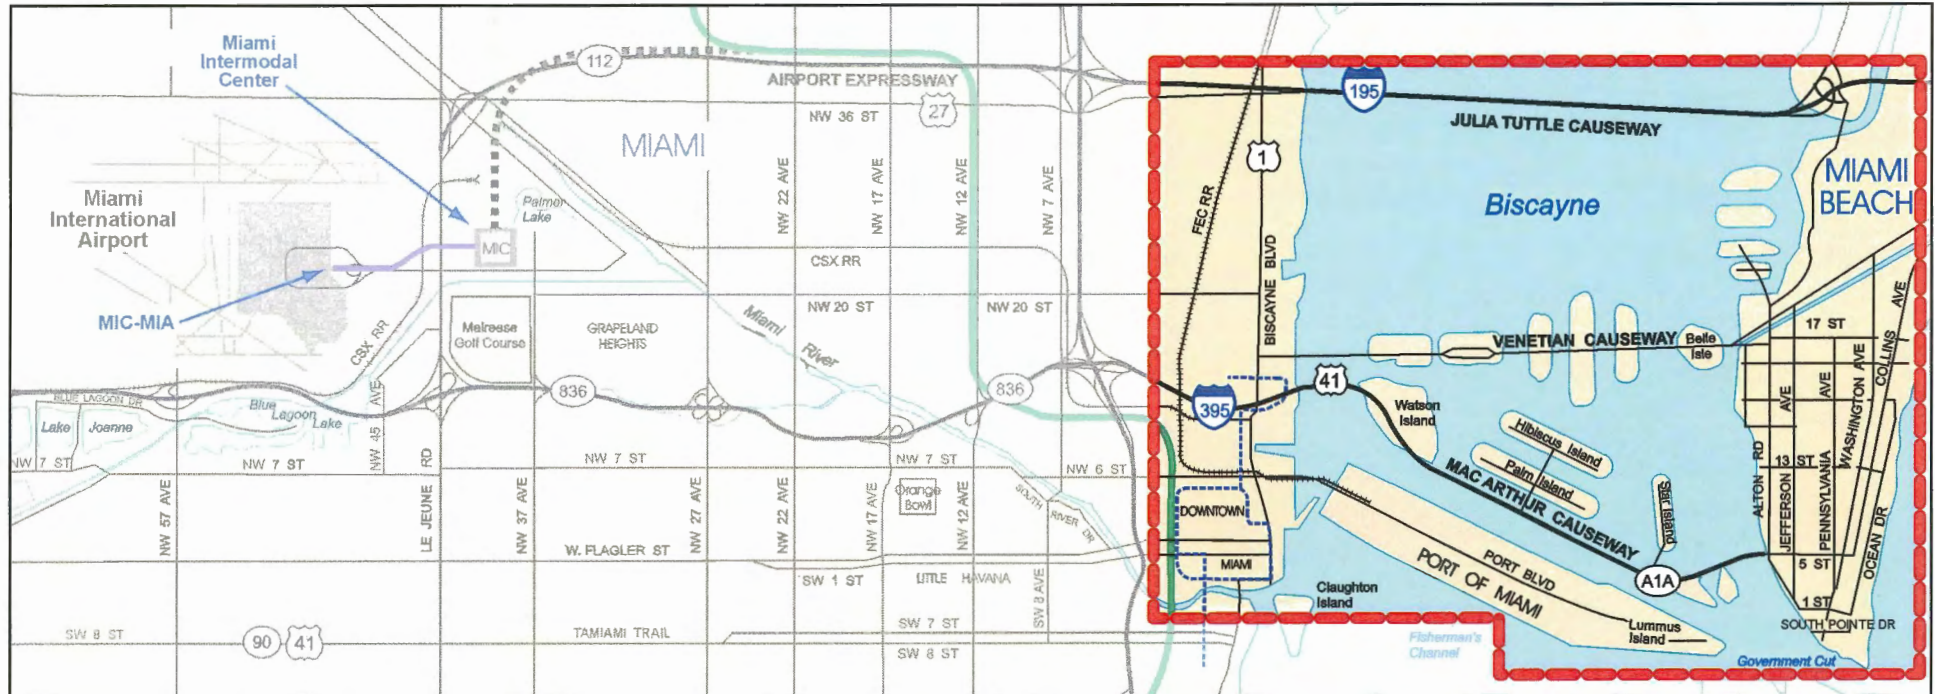 Miami
Intermodal
Center
112
AIRPORT EXPRESSWAY
NW 36 ST
27
MIAMI
195
JULIA TUTTLE CAUSEWAY
1
MIAMI
BEACH
Biscayne
FEC RR
BISCAYNE BLVD
NW 22 AVE
NW 17 AVE
NW 12 AVE
NW 7 AVE
Miami
International
Airport
Palmer
Lake
MIC
CSX RR
MIC-MIA
CSX RR
Melreese
Golf Course
GRAPELAND
HEIGHTS
NW 20 ST
NW 20 ST
Miami
River
VENETIAN CAUSEWAY
Belle
Isle
17 ST
COLLINS AVE
WASHINGTON AVE
836
836
395
41
Watson
Island
Hibiscus Island
Palm Island
Star Island
MAC ARTHUR CAUSEWAY
A1A
BLUE LAGOON DR
Blue
Lagoon
Lake
Lake Joanne
NW 45 AVE
NW 7 ST
NW 7 ST
NW 7 ST
NW 7 ST
NW 6 ST
Orange
Bowl
SOUTH RIVER DR
NW 57 AVE
LE JEUNE RD
NW 37 AVE
NW 27 AVE
NW 22 AVE
NW 17 AVE
NW 12 AVE
W. FLAGLER ST
SW 1 ST
LITTLE HAVANA
SW 8 AVE
DOWNTOWN
MIAMI
PORT BLVD
PORT OF MIAMI
Claughton
Island
Lummus
Island
ALTON RD
JEFFERSON AVE
PENNSYLVANIA AVE
13 ST
5 ST
1 ST
OCEAN DR
SOUTH POINTE DR
Fisherman's
Channel
Government Cut
SW 8 ST
90
41
TAMIAMI TRAIL
SW 7 ST
SW 8 ST